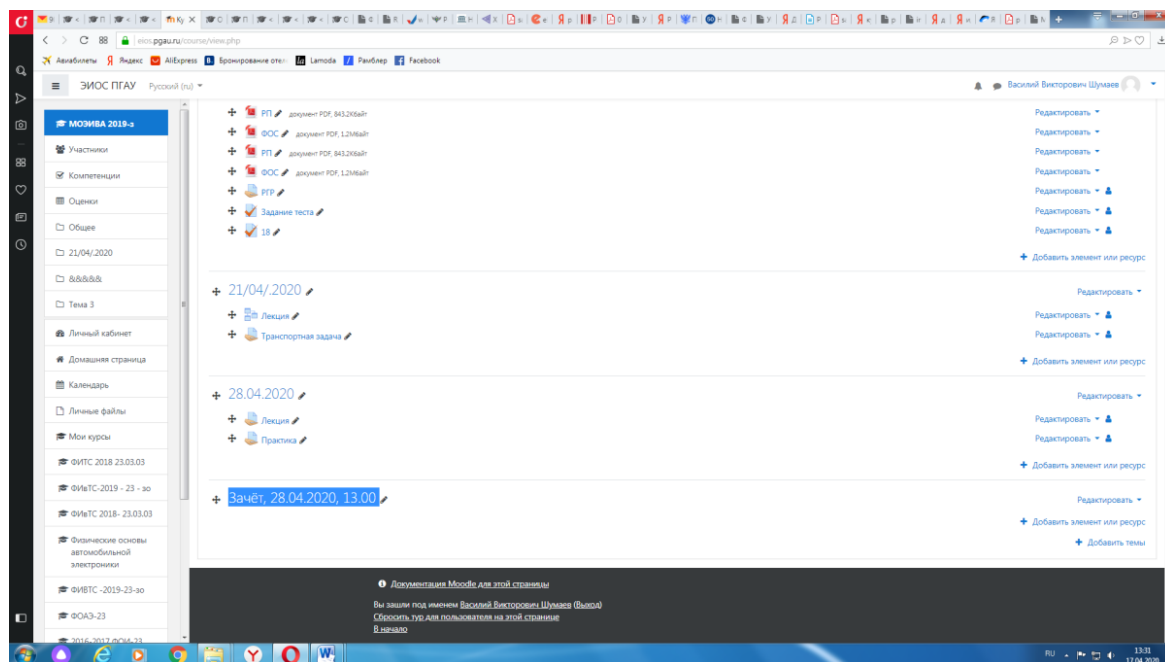 eios.pgau.ru/course/view.php
Авиабилеты Яндекс AliExpress Бронирование отел Lamoda Рамблер Facebook
ЭИОС ПГАУ Русский (ru) Василий Викторович Шумаев
МОЭИВА 2019-з
Участники
Компетенции
Оценки
Общее
21/04/.2020
&&&&&
Тема 3
Личный кабинет
Домашняя страница
Календарь
Личные файлы
Мои курсы
ФИТС 2018 23.03.03
ФИвТС-2019 - 23 - зо
ФИвТС 2018- 23.03.03
Физические основы
автомобильной
электроники
ФИВТС -2019-23-зо
ФОАЭ-23
2016-2017 ФОИ-23
РП документ PDF, 843.2Кбайт Редактировать
ФОС документ PDF, 1.2Мбайт Редактировать
РП документ PDF, 843.2Кбайт Редактировать
ФОС документ PDF, 1.2Мбайт Редактировать
РГР Редактировать
Задание теста Редактировать
18 Редактировать
Добавить элемент или ресурс
21/04/.2020 Редактировать
Лекция Редактировать
Транспортная задача Редактировать
Добавить элемент или ресурс
28.04.2020 Редактировать
Лекция Редактировать
Практика Редактировать
Добавить элемент или ресурс
Зачёт, 28.04.2020, 13.00 Редактировать
Добавить элемент или ресурс
Добавить темы
Документация Moodle для этой страницы
Вы зашли под именем Василий Викторович Шумаев (Выход)
Сбросить тур для пользователя на этой странице
В начало
RU 13:31
17.04.2020